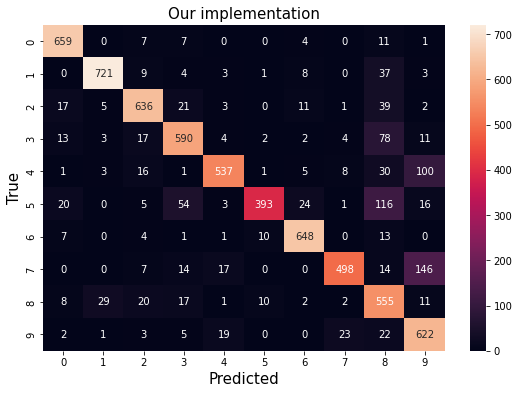 Our implementation
True
0 659 0 7 7 0 0 4 0 11 1
1 0 721 9 4 3 1 8 0 37 3
2 17 5 636 21 3 0 11 1 39 2
3 13 3 17 590 4 2 2 4 78 11
4 1 3 16 1 537 1 5 8 30 100
5 20 0 5 54 3 393 24 1 116 16
6 7 0 4 1 1 10 648 0 13 0
7 0 0 7 14 17 0 0 498 14 146
8 8 29 20 17 1 10 2 2 555 11
9 2 1 3 5 19 0 0 23 22 622
0 1 2 3 4 5 6 7 8 9
Predicted
700
600
500
400
300
200
100
0